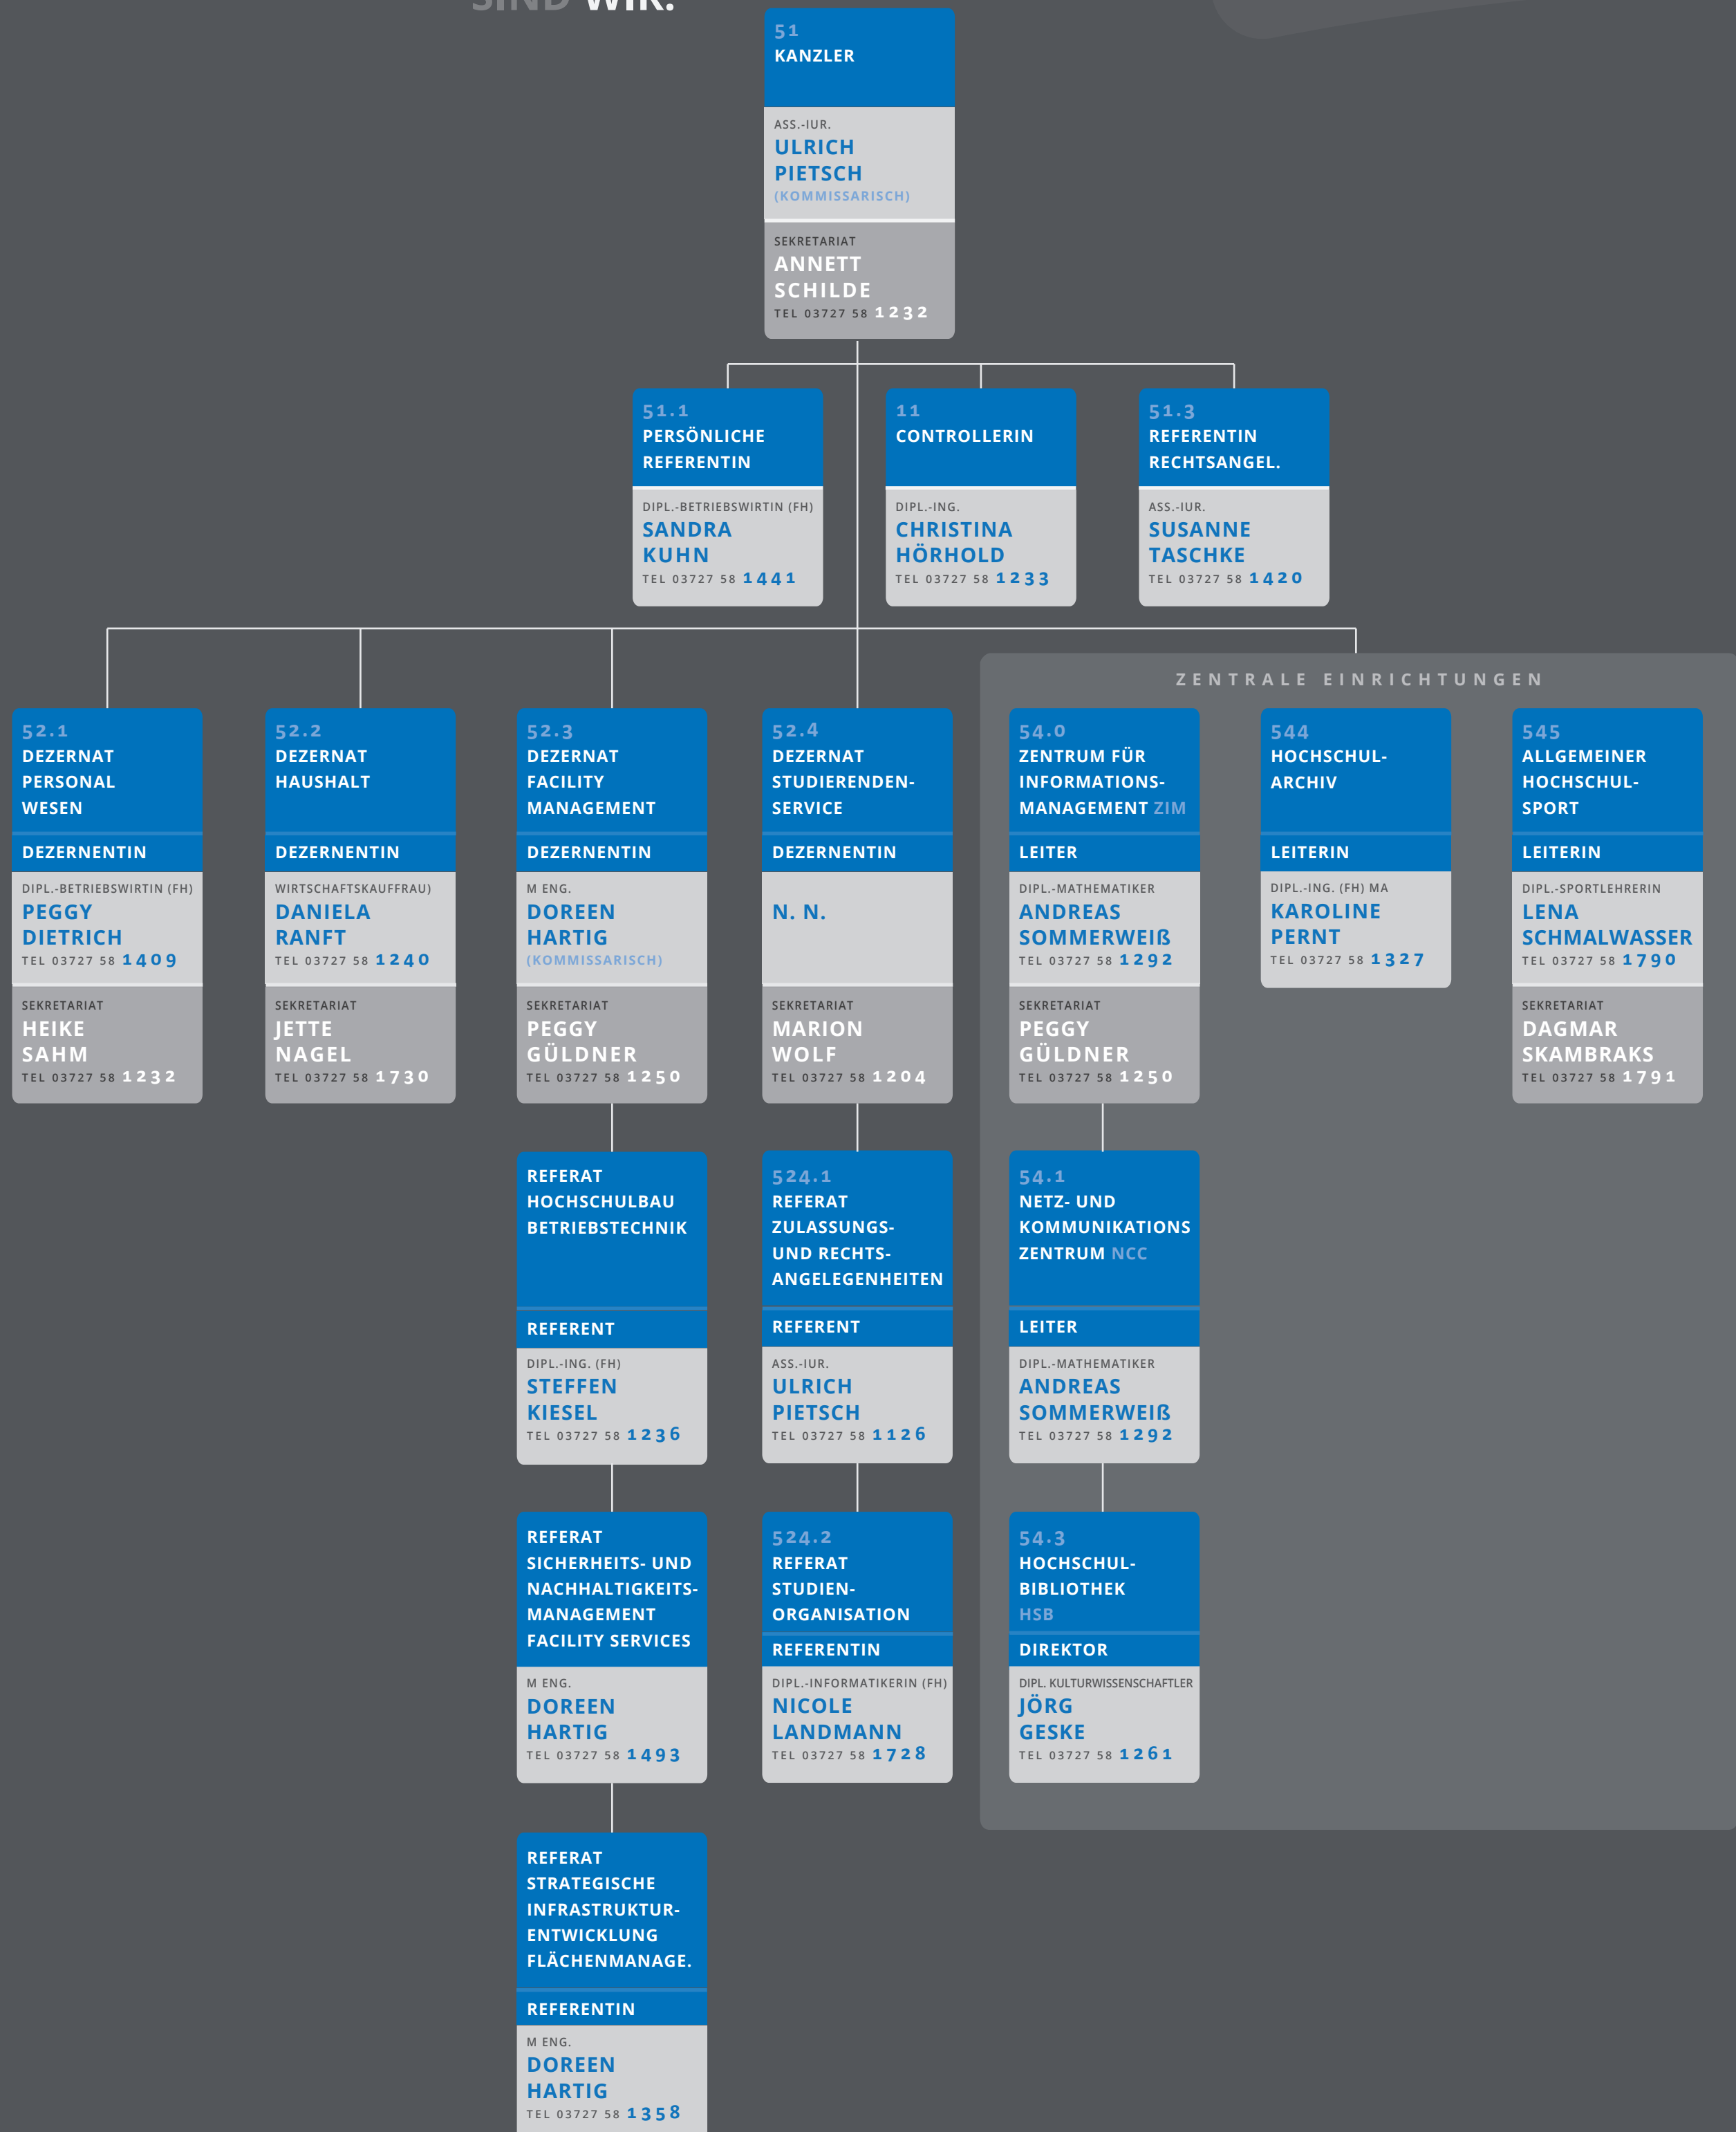 SIND WIR.
51
KANZLER
ASS.-IUR.
ULRICH
PIETSCH
(KOMMISSARISCH)
SEKRETARIAT
ANNETT
SCHILDE
TEL 03727 58 1232
51.1
PERSÖNLICHE
REFERENTIN
DIPL.-BETRIEBSWIRTIN (FH)
SANDRA
KUHN
TEL 03727 58 1441
11
CONTROLLERIN
DIPL.-ING.
CHRISTINA
HÖRHOLD
TEL 03727 58 1233
51.3
REFERENTIN
RECHTSANGEL.
ASS.-IUR.
SUSANNE
TASCHKE
TEL 03727 58 1420
52.1
DEZERNAT
PERSONAL
WESEN
DEZERNENTIN
DIPL.-BETRIEBSWIRTIN (FH)
PEGGY
DIETRICH
TEL 03727 58 1409
SEKRETARIAT
HEIKE
SAHM
TEL 03727 58 1232
52.2
DEZERNAT
HAUSHALT
DEZERNENTIN
WIRTSCHAFTSKAUFFRAU)
DANIELA
RANFT
TEL 03727 58 1240
SEKRETARIAT
JETTE
NAGEL
TEL 03727 58 1730
52.3
DEZERNAT
FACILITY
MANAGEMENT
DEZERNENTIN
M ENG.
DOREEN
HARTIG
(KOMMISSARISCH)
SEKRETARIAT
PEGGY
GÜLDNER
TEL 03727 58 1250
REFERAT
HOCHSCHULBAU
BETRIEBSTECHNIK
REFERENT
DIPL.-ING. (FH)
STEFFEN
KIESEL
TEL 03727 58 1236
REFERAT
SICHERHEITS- UND
NACHHALTIGKEITS-
MANAGEMENT
FACILITY SERVICES
M ENG.
DOREEN
HARTIG
TEL 03727 58 1493
REFERAT
STRATEGISCHE
INFRASTRUKTUR-
ENTWICKLUNG
FLÄCHENMANAGE.
REFERENTIN
M ENG.
DOREEN
HARTIG
TEL 03727 58 1358
52.4
DEZERNAT
STUDIERENDEN-
SERVICE
DEZERNENTIN
N. N.
SEKRETARIAT
MARION
WOLF
TEL 03727 58 1204
524.1
REFERAT
ZULASSUNGS-
UND RECHTS-
ANGELEGENHEITEN
REFERENT
ASS.-IUR.
ULRICH
PIETSCH
TEL 03727 58 1126
524.2
REFERAT
STUDIEN-
ORGANISATION
REFERENTIN
DIPL.-INFORMATIKERIN (FH)
NICOLE
LANDMANN
TEL 03727 58 1728
ZENTRALE EINRICHTUNGEN
54.0
ZENTRUM FÜR
INFORMATIONS-
MANAGEMENT ZIM
LEITER
DIPL.-MATHEMATIKER
ANDREAS
SOMMERWEIß
TEL 03727 58 1292
SEKRETARIAT
PEGGY
GÜLDNER
TEL 03727 58 1250
54.1
NETZ- UND
KOMMUNIKATIONS
ZENTRUM NCC
LEITER
DIPL.-MATHEMATIKER
ANDREAS
SOMMERWEIß
TEL 03727 58 1292
54.3
HOCHSCHUL-
BIBLIOTHEK
HSB
DIREKTOR
DIPL. KULTURWISSENSCHAFTLER
JÖRG
GESKE
TEL 03727 58 1261
544
HOCHSCHUL-
ARCHIV
LEITERIN
DIPL.-ING. (FH) MA
KAROLINE
PERNT
TEL 03727 58 1327
545
ALLGEMEINER
HOCHSCHUL-
SPORT
LEITERIN
DIPL.-SPORTLEHRERIN
LENA
SCHMALWASSER
TEL 03727 58 1790
SEKRETARIAT
DAGMAR
SKAMBRAKS
TEL 03727 58 1791